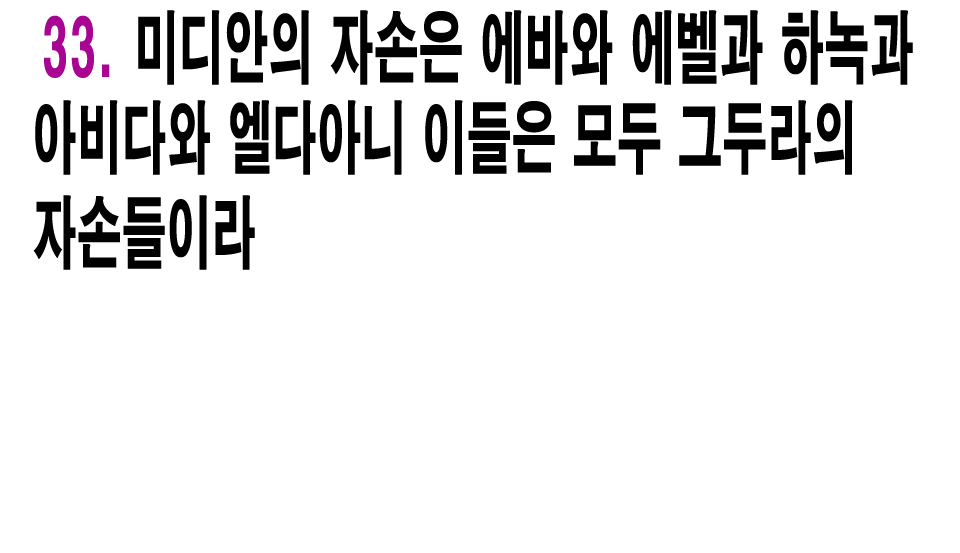 33. 미디안의 자손은 에바와 에벨과 하녹과
아비다와 엘다아니 이들은 모두 그두라의
자손들이라